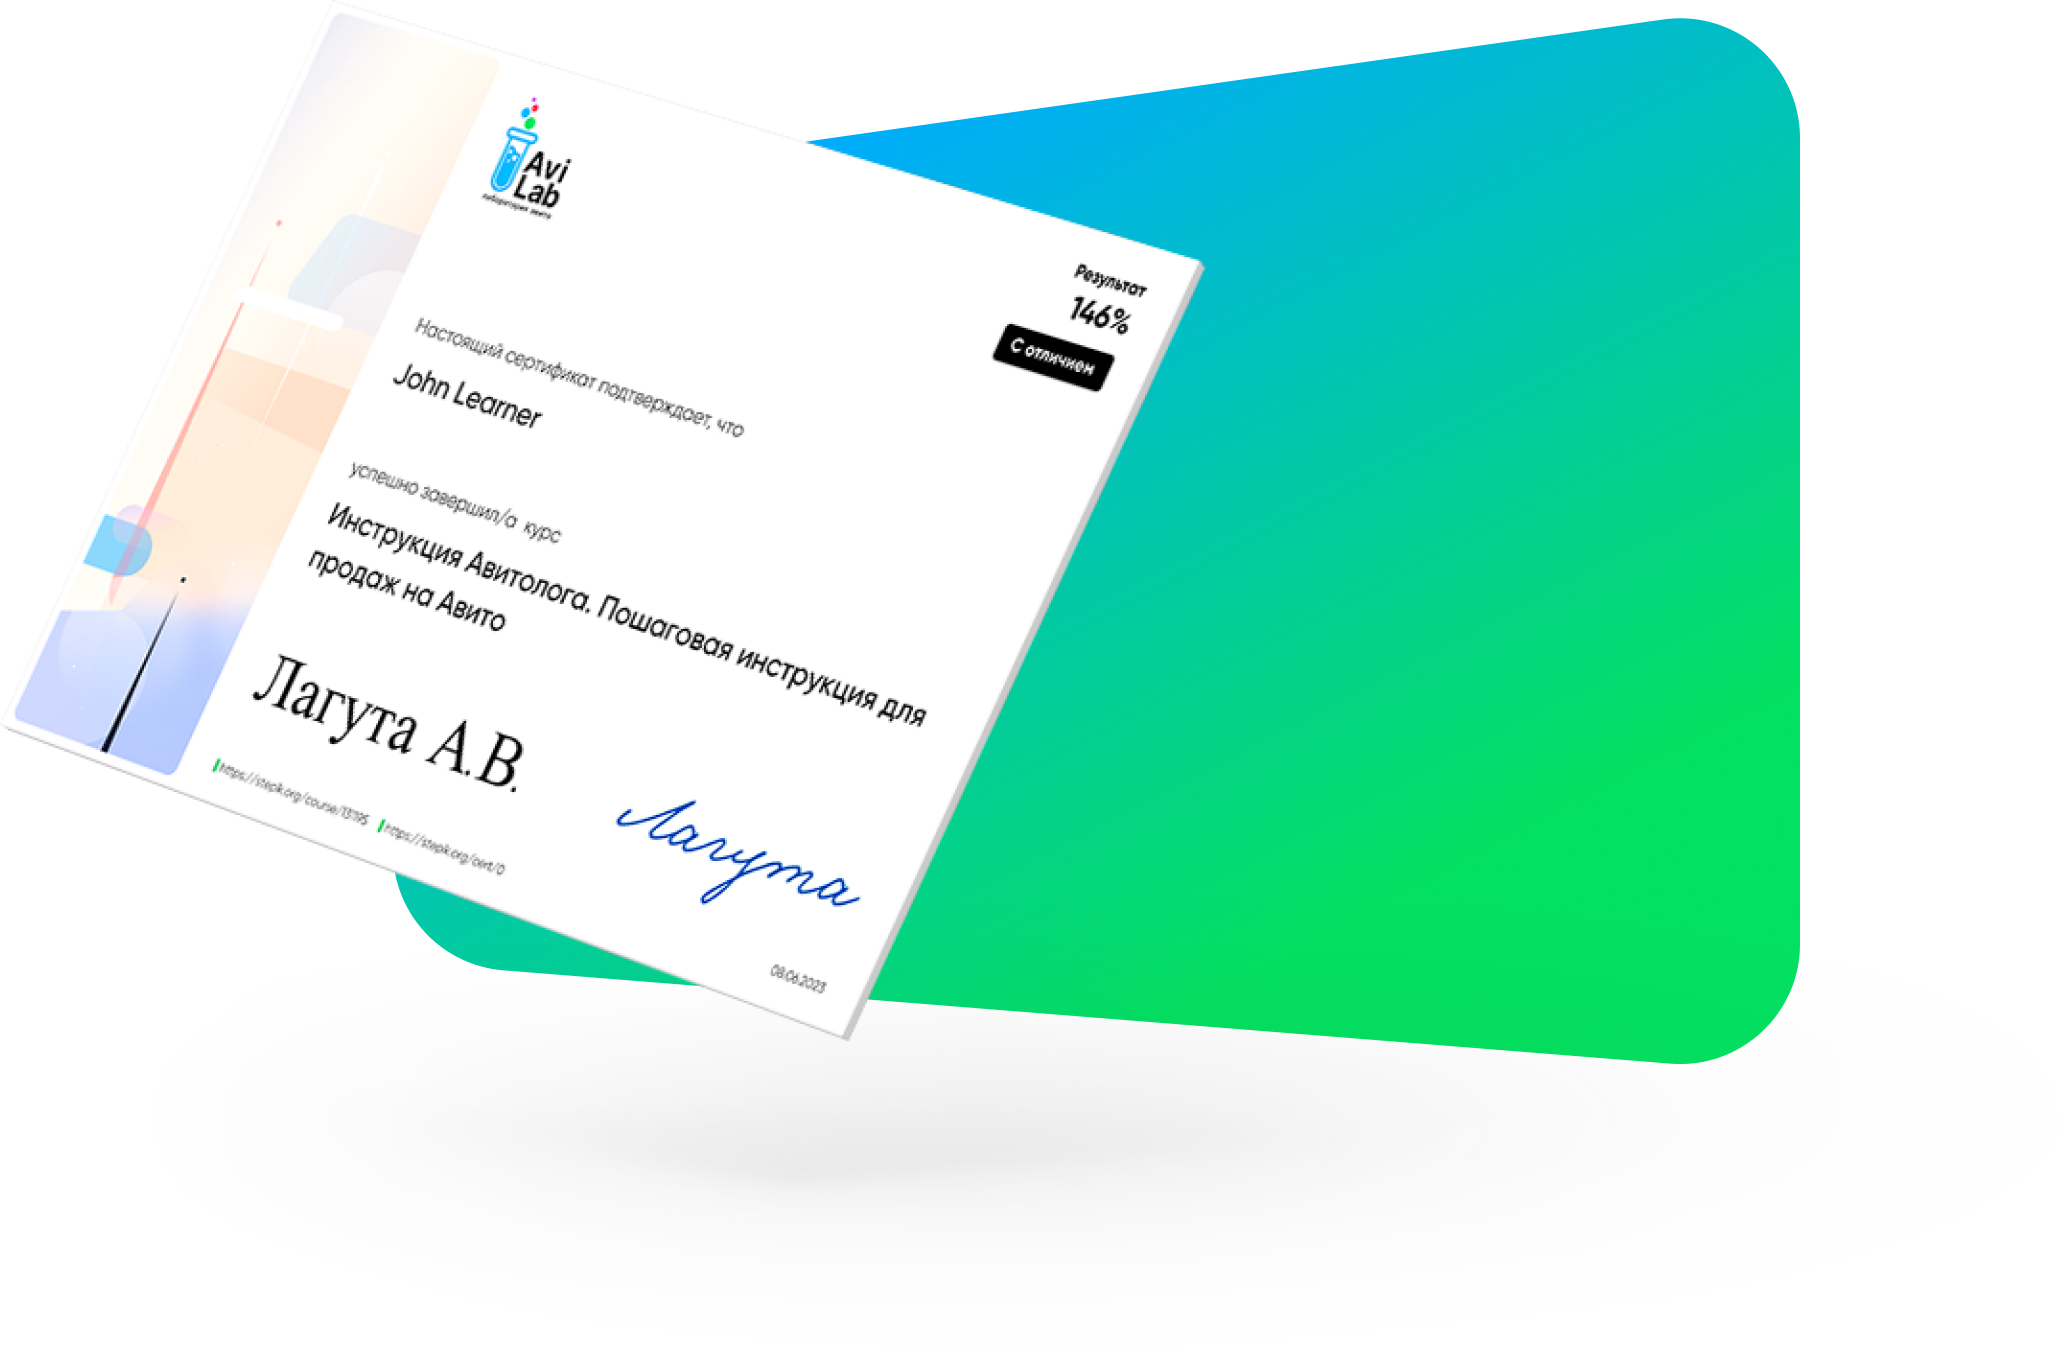 Avi
Lab
лаборатория авито
Результат
146%
С отличием
Настоящий сертификат подтверждает, что
John Learner
успешно завершил/а курс
Инструкция Авитолога. Пошаговая инструкция для
продаж на Авито
Лагута А.В.
https://stepik.org/course/131195 https://stepik.org/cert/0
Лагута
08.06.2023